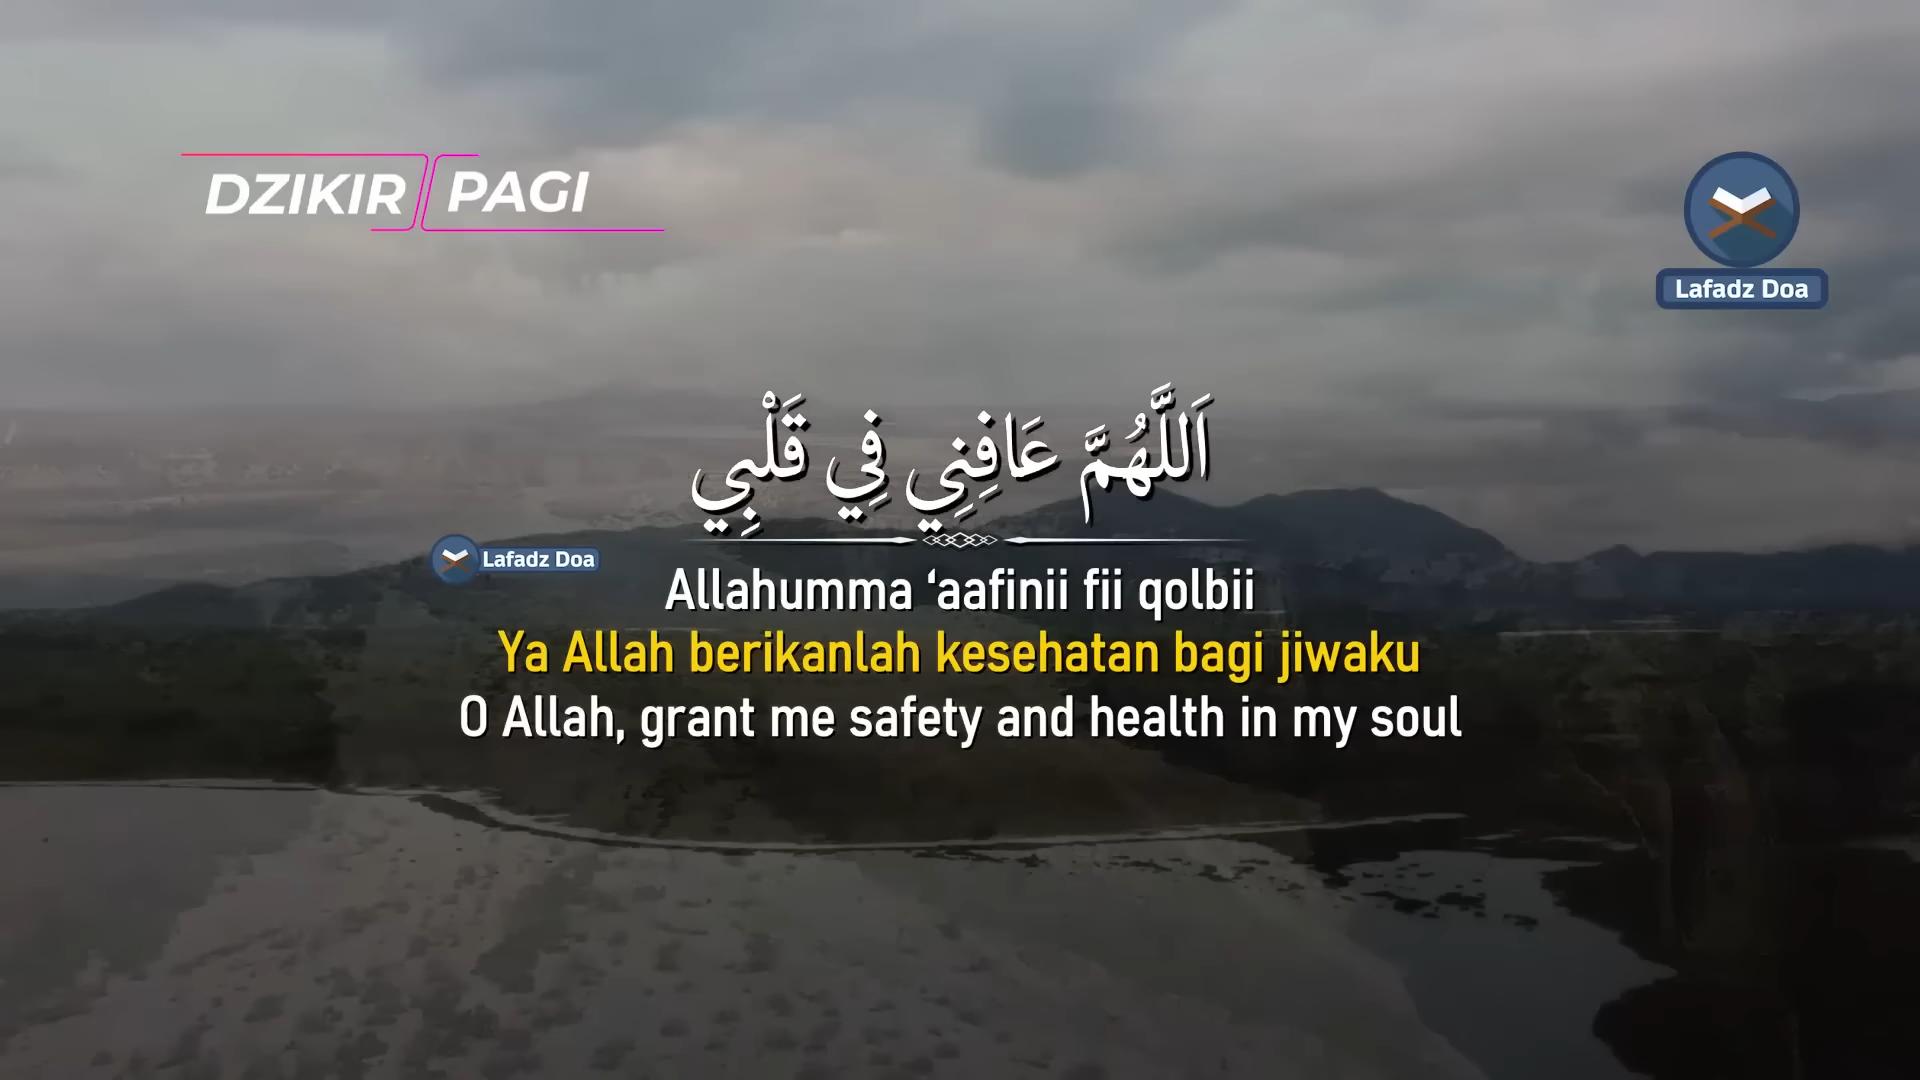 DZIKIR PAGI
Lafadz Doa
اَللَّهُمَّ عَافِنِي فِي قَلْبِي
Lafadz Doa
Allahumma ‘aafinii fii qolbii
Ya Allah berikanlah kesehatan bagi jiwaku
O Allah, grant me safety and health in my soul